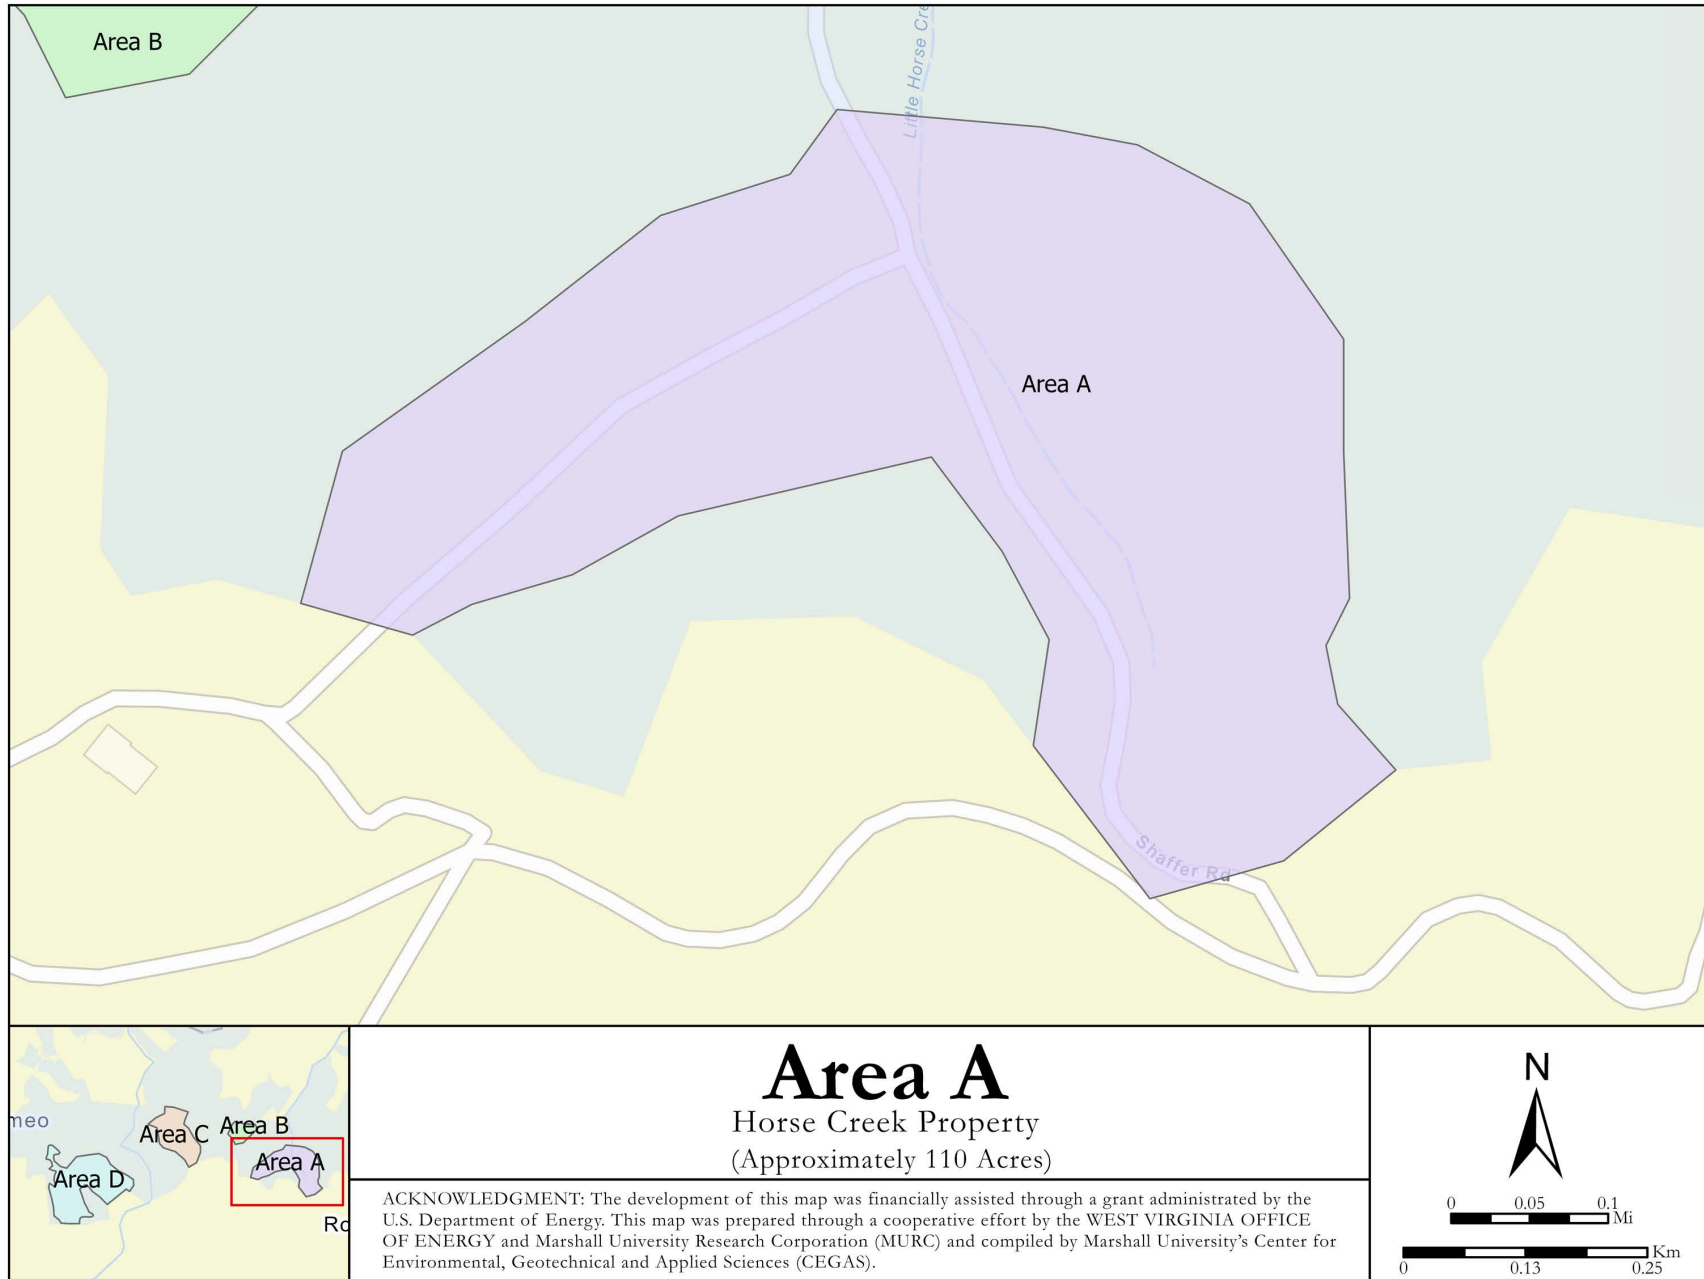 Area B
Little Horse Cre
Area A
Shaffer Rd
meo
Area C
Area B
Area A
Area D
Ro
Area A
Horse Creek Property
(Approximately 110 Acres)
ACKNOWLEDGMENT: The development of this map was financially assisted through a grant administrated by the
U.S. Department of Energy. This map was prepared through a cooperative effort by the WEST VIRGINIA OFFICE
OF ENERGY and Marshall University Research Corporation (MURC) and compiled by Marshall University's Center for
Environmental, Geotechnical and Applied Sciences (CEGAS).
N
0 0.05 0.1
Mi
Km
0 0.13 0.25